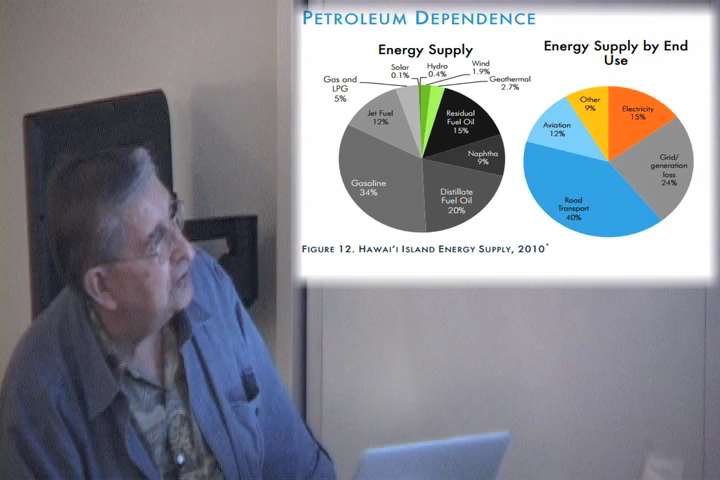 PETROLEUM DEPENDENCE
Energy Supply
Solar
0.1%
Hydro
0.4%
Wind
1.9%
Geothermal
2.7%
Gas and
LPG
5%
Jet Fuel
12%
Residual
Fuel Oil
15%
Naphtha
9%
Gasoline
34%
Distillate
Fuel Oil
20%
Energy Supply by End
Use
Other
9%
Electricity
15%
Aviation
12%
Grid/
generation
loss
24%
Road
Transport
40%
FIGURE 12. HAWAI'I ISLAND ENERGY SUPPLY, 2010*